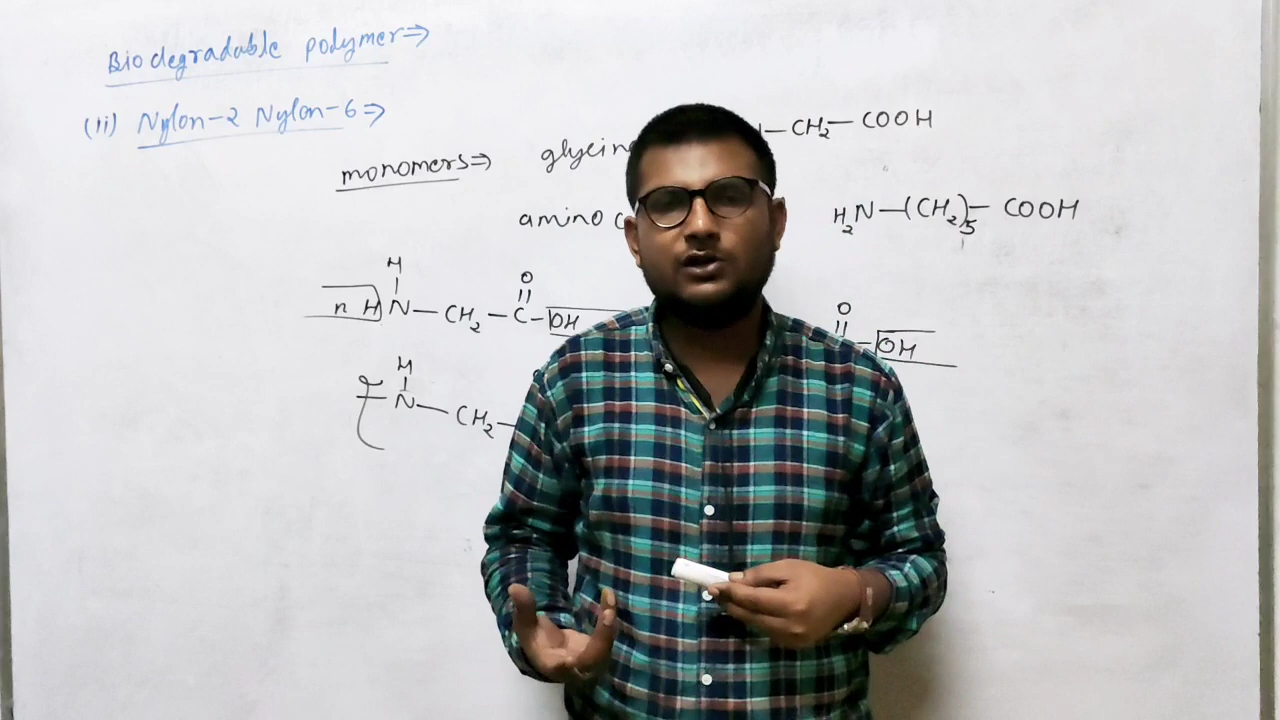 Biodegradable polymer⇒
(ii) Nylon-2 Nylon-6⇒
monomers⇒ glycin
—CH₂—COOH
amino H₂N—(CH₂)₅—COOH
H O O
n H N—CH₂—C—OH OH
H
N—CH₂—